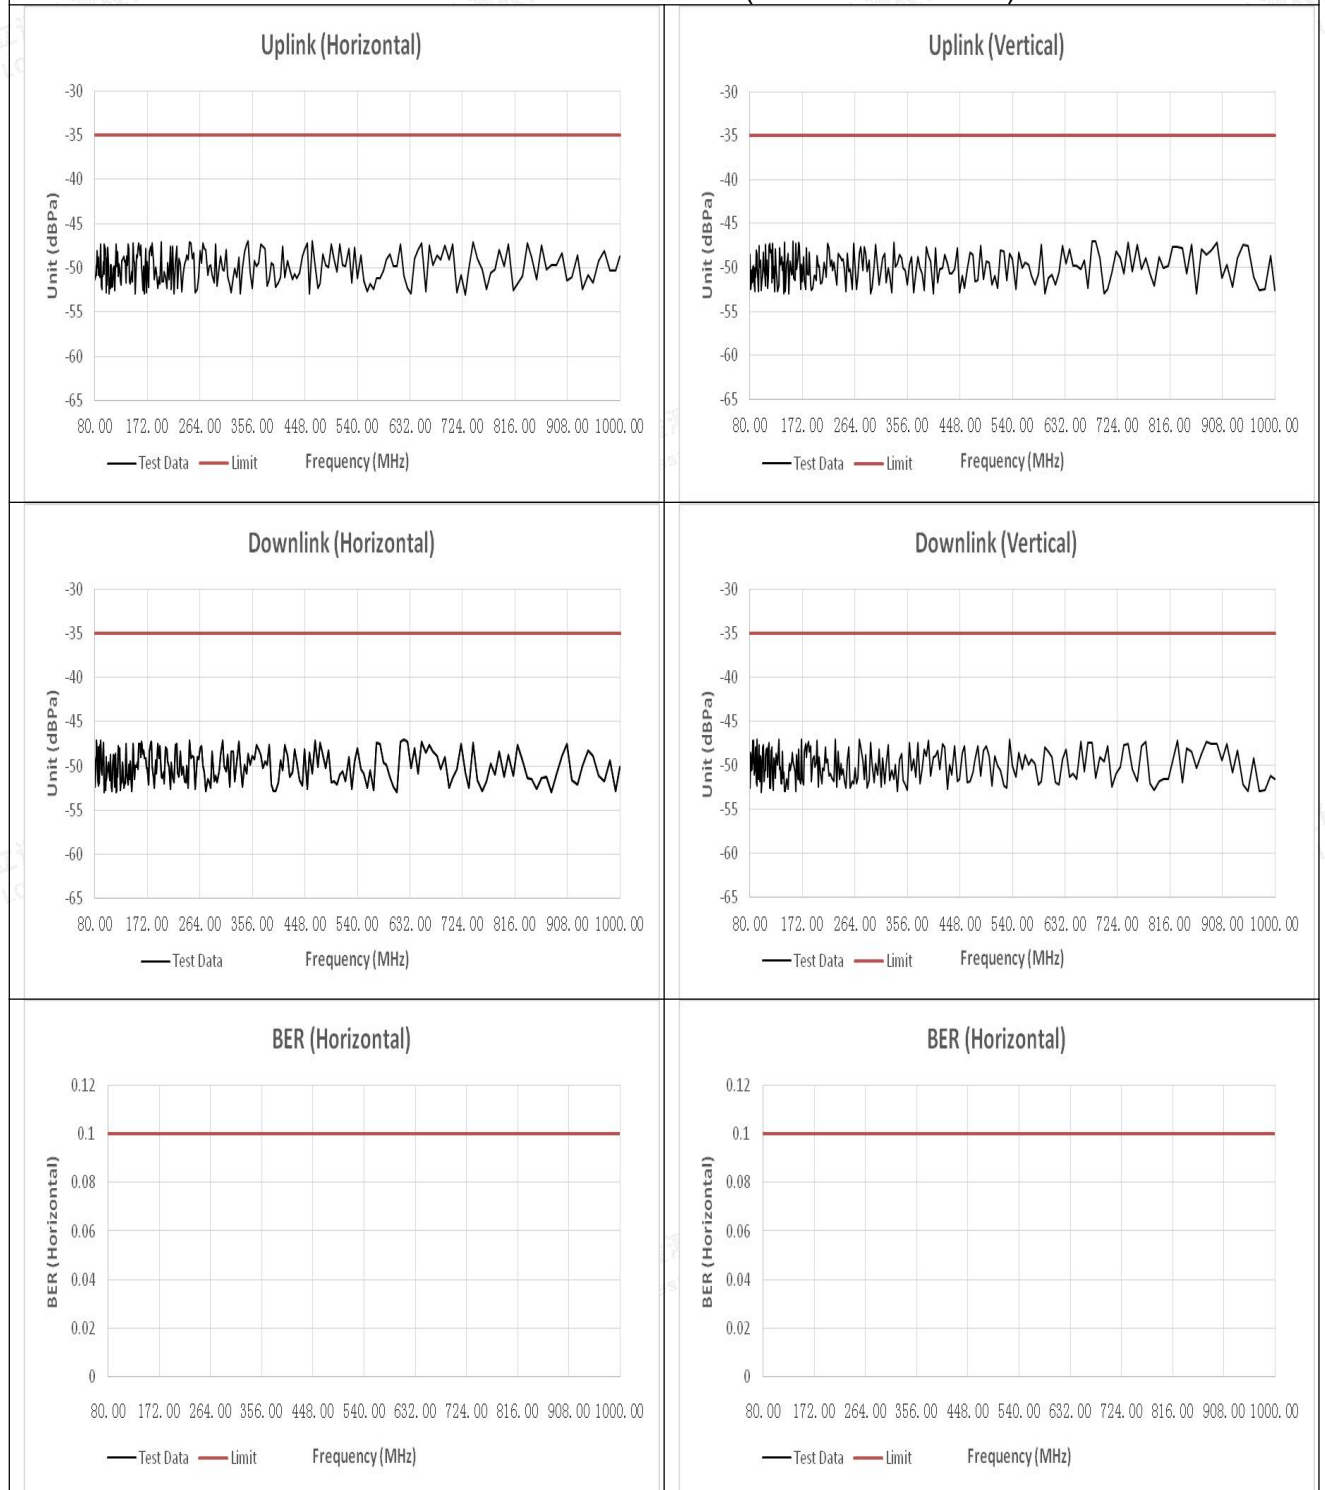 Uplink (Horizontal)
-30
-35
-40
-45
-50
-55
-60
-65
Unit (dBPa)
80.00 172.00 264.00 356.00 448.00 540.00 632.00 724.00 816.00 908.00 1000.00
Test Data Limit Frequency (MHz)
Uplink (Vertical)
-30
-35
-40
-45
-50
-55
-60
-65
Unit (dBPa)
80.00 172.00 264.00 356.00 448.00 540.00 632.00 724.00 816.00 908.00 1000.00
Test Data Limit Frequency (MHz)
Downlink (Horizontal)
-30
-35
-40
-45
-50
-55
-60
-65
Unit (dBPa)
80.00 172.00 264.00 356.00 448.00 540.00 632.00 724.00 816.00 908.00 1000.00
Test Data Frequency (MHz)
Downlink (Vertical)
-30
-35
-40
-45
-50
-55
-60
-65
Unit (dBPa)
80.00 172.00 264.00 356.00 448.00 540.00 632.00 724.00 816.00 908.00 1000.00
Test Data Limit Frequency (MHz)
BER (Horizontal)
0.12
0.1
0.08
0.06
0.04
0.02
0
BER (Horizontal)
80.00 172.00 264.00 356.00 448.00 540.00 632.00 724.00 816.00 908.00 1000.00
Test Data Limit Frequency (MHz)
BER (Horizontal)
0.12
0.1
0.08
0.06
0.04
0.02
0
BER (Horizontal)
80.00 172.00 264.00 356.00 448.00 540.00 632.00 724.00 816.00 908.00 1000.00
Test Data Limit Frequency (MHz)